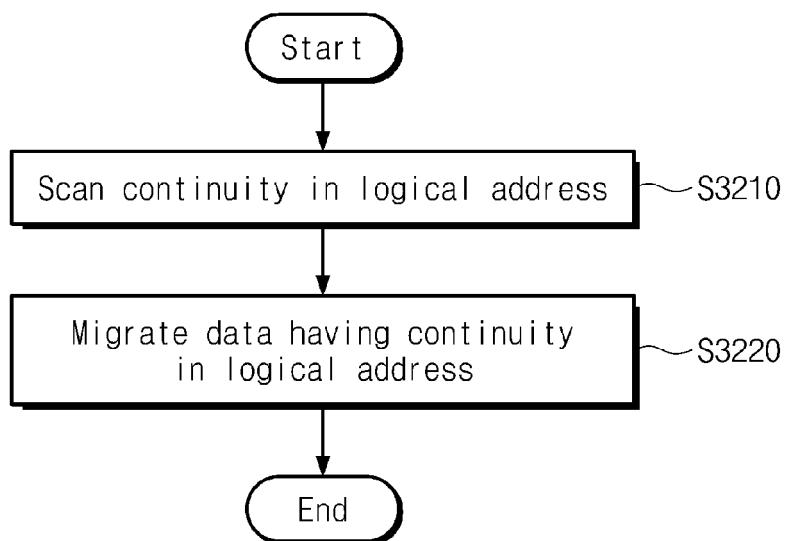 Start
Scan continuity in logical address
S3210
Migrate data having continuity
in logical address
S3220
End